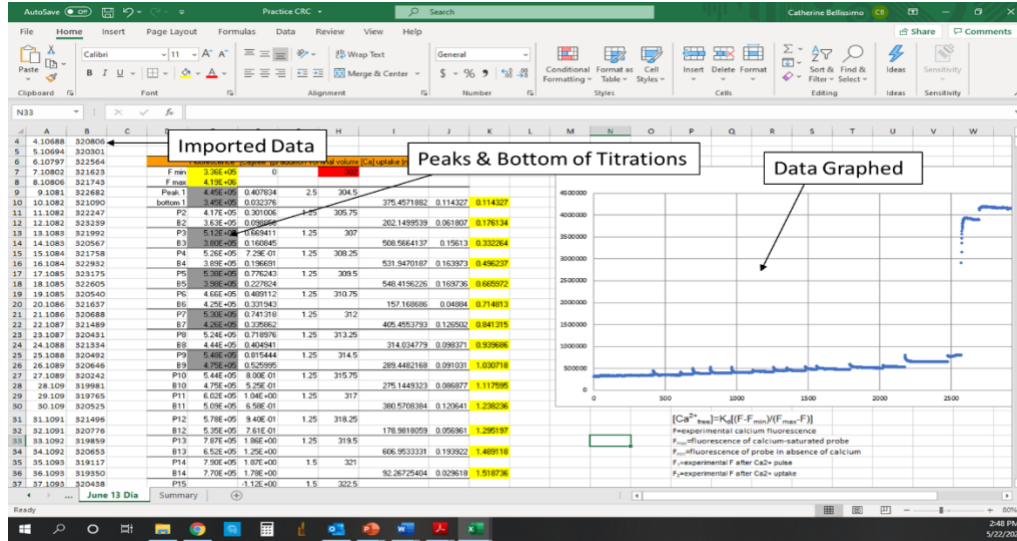 AutoSave Off Practice CRC Search Catherine Bellissimo CB
File Home Insert Page Layout Formulas Data Review View Help Share Comments
Paste Calibri 11 Wrap Text General
B I U Merge & Center $ % Conditional Formatting Format as Table Cell Styles Insert Delete Format Sort & Filter Find & Select Ideas Sensitivity
Clipboard Font Alignment Number Styles Cells Editing Ideas Sensitivity
N33 fx
A B C H I J K L M N O P Q R S T U V W
Imported Data
Peaks & Bottom of Titrations
Data Graphed
4 4.10688 320806
5 5.10694 320301
6 6.10797 322564
7 7.10802 321623 F min 3.36E+05 0
8 8.10806 321743 F max 4.19E+06
9 9.1081 322682 Peak 1 4.45E+05 0.407834 2.5 304.5
10 10.1082 321090 bottom 1 3.45E+05 0.032376 375.4571882 0.114327 0.114327
11 11.1082 322247 P2 4.17E+05 0.301006 1.25 305.75
12 12.1082 323239 B2 3.63E+05 202.1499539 0.061807 0.176134
13 13.1082 321992 P3 5.12E+05 0.669411 1.25 307
14 14.1083 320567 B3 3.80E+05 0.160845 508.5664137 0.15613 0.332264
15 15.1084 321758 P4 5.26E+05 7.29E-01 1.25 308.25
16 16.1084 322932 B4 3.89E+05 0.196691 531.9470187 0.163973 0.496237
17 17.1085 323175 P5 5.38E+05 0.776243 1.25 309.5
18 18.1085 322605 B5 3.98E+05 0.227824 548.4196226 0.169736 0.665972
19 19.1085 320540 P6 4.66E+05 0.489112 1.25 310.75
20 20.1086 321637 B6 4.25E+05 0.331943 157.168686 0.04884 0.714813
21 21.1086 320688 P7 5.30E+05 0.741318 1.25 312
22 22.1087 321489 B7 4.26E+05 0.335862 405.4553793 0.126502 0.841315
23 23.1087 320431 P8 5.24E+05 0.718976 1.25 313.25
24 24.1088 321334 B8 4.44E+05 0.404941 314.034779 0.098371 0.939686
25 25.1088 320492 P9 5.48E+05 0.815444 1.25 314.5
26 26.1089 320646 B9 4.75E+05 0.525995 289.4482168 0.091031 1.030718
27 27.1089 320242 P10 5.44E+05 8.00E-01 1.25 315.75
28 28.109 319981 B10 4.75E+05 5.25E-01 275.1449323 0.086877 1.117595
29 29.109 319765 P11 6.02E+05 1.04E+00 1.25 317
30 30.109 320525 B11 5.09E+05 6.58E-01 380.5708384 0.120641 1.238236
31 31.1091 321496 P12 5.78E+05 9.40E-01 1.25 318.25
32 32.1091 320776 B12 5.35E+05 7.61E-01 178.9818059 0.056961 1.295197
33 33.1092 319859 P13 7.87E+05 1.86E+00 1.25 319.5
34 34.1092 320653 B13 6.52E+05 1.25E+00 606.9533331 0.193922 1.489118
35 35.1093 319117 P14 7.90E+05 1.87E+00 1.5 321
36 36.1093 319350 B14 7.70E+05 1.78E+00 92.26725404 0.029618 1.518736
37 37.1093 320438 P15 -1.12E+00 1.5 322.5
4500000
4000000
3500000
3000000
2500000
2000000
1500000
1000000
500000
0
0 500 1000 1500 2000 2500 3000
[Ca2+free]=Kd[(F-Fmin)/(Fmax-F)]
F=experimental calcium fluorescence
Fmax=fluorescence of calcium-saturated probe
Fmin=fluorescence of probe in absence of calcium
F1=experimental F after Ca2+ pulse
F2=experimental F after Ca2+ uptake
... June 13 Dia Summary
Ready 80%
2:48 PM